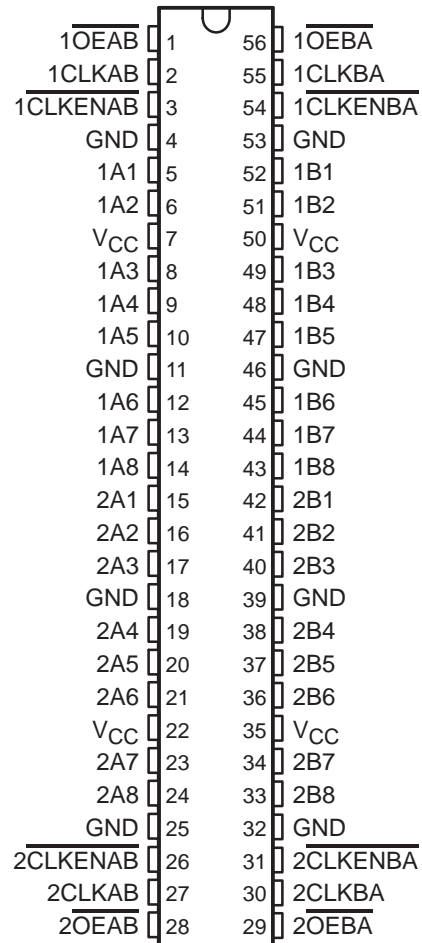 1OEAB 1 56 1OEBA
1CLKAB 2 55 1CLKBA
1CLKENAB 3 54 1CLKENBA
GND 4 53 GND
1A1 5 52 1B1
1A2 6 51 1B2
VCC 7 50 VCC
1A3 8 49 1B3
1A4 9 48 1B4
1A5 10 47 1B5
GND 11 46 GND
1A6 12 45 1B6
1A7 13 44 1B7
1A8 14 43 1B8
2A1 15 42 2B1
2A2 16 41 2B2
2A3 17 40 2B3
GND 18 39 GND
2A4 19 38 2B4
2A5 20 37 2B5
2A6 21 36 2B6
VCC 22 35 VCC
2A7 23 34 2B7
2A8 24 33 2B8
GND 25 32 GND
2CLKENAB 26 31 2CLKENBA
2CLKAB 27 30 2CLKBA
2OEAB 28 29 2OEBA